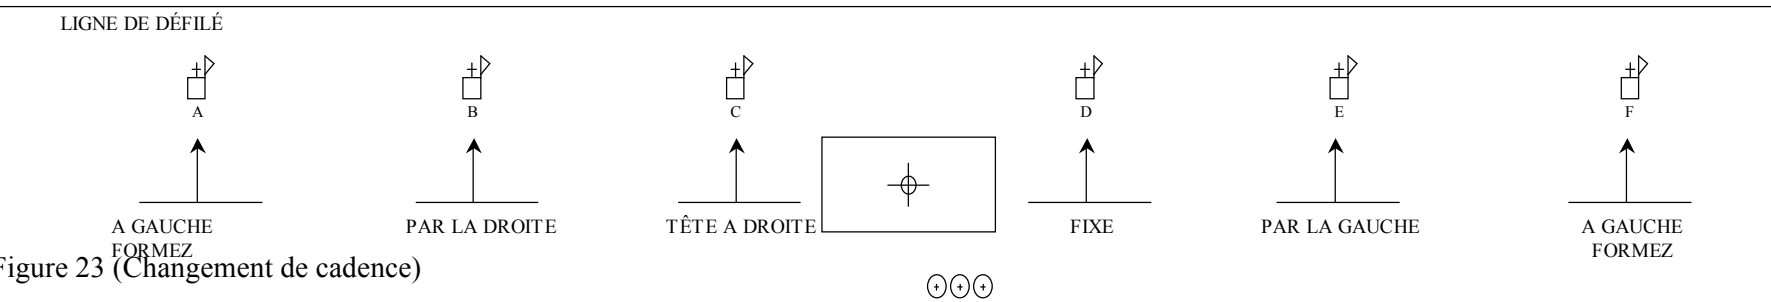 LIGNE DE DÉFILÉ
A B C D E F
A GAUCHE PAR LA DROITE TÊTE A DROITE FIXE PAR LA GAUCHE A GAUCHE
FORMEZ FORMEZ
Figure 23 (Changement de cadence)